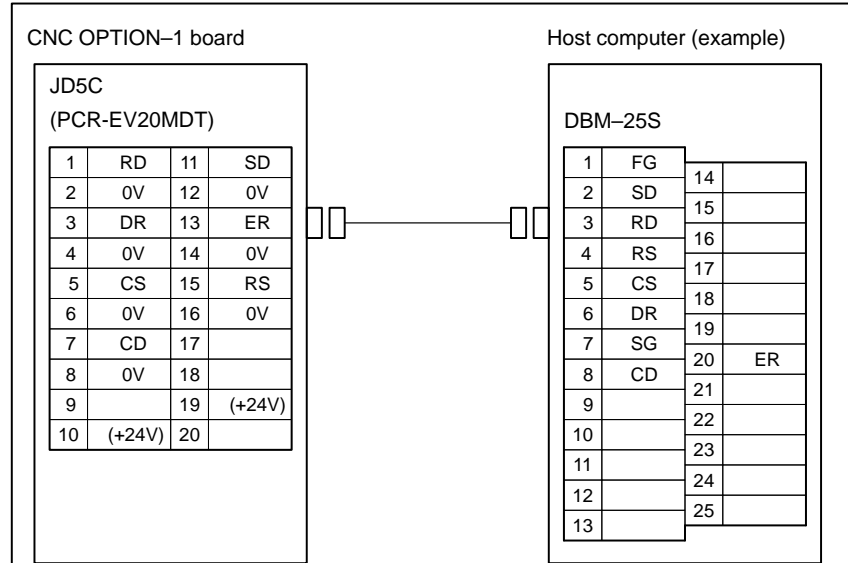 CNC OPTION–1 board
Host computer (example)
JD5C
(PCR-EV20MDT)
1 RD 11 SD
2 0V 12 0V
3 DR 13 ER
4 0V 14 0V
5 CS 15 RS
6 0V 16 0V
7 CD 17
8 0V 18
9 19 (+24V)
10 (+24V) 20
DBM–25S
1 FG
2 SD
3 RD
4 RS
5 CS
6 DR
7 SG
8 CD
9
10
11
12
13
14
15
16
17
18
19
20 ER
21
22
23
24
25